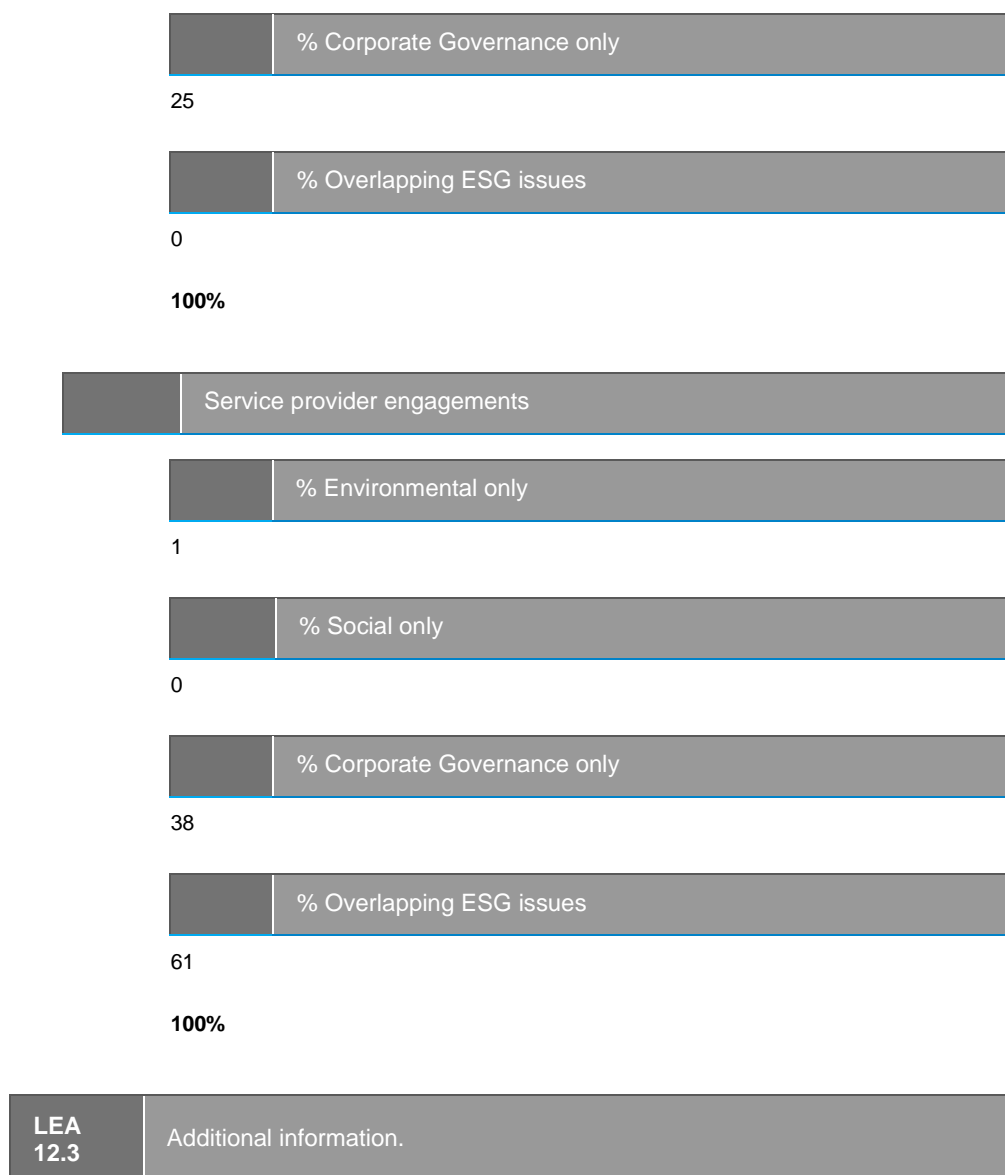 % Corporate Governance only
25
% Overlapping ESG issues
0
100%
Service provider engagements
% Environmental only
1
% Social only
0
% Corporate Governance only
38
% Overlapping ESG issues
61
100%
LEA
12.3
Additional information.